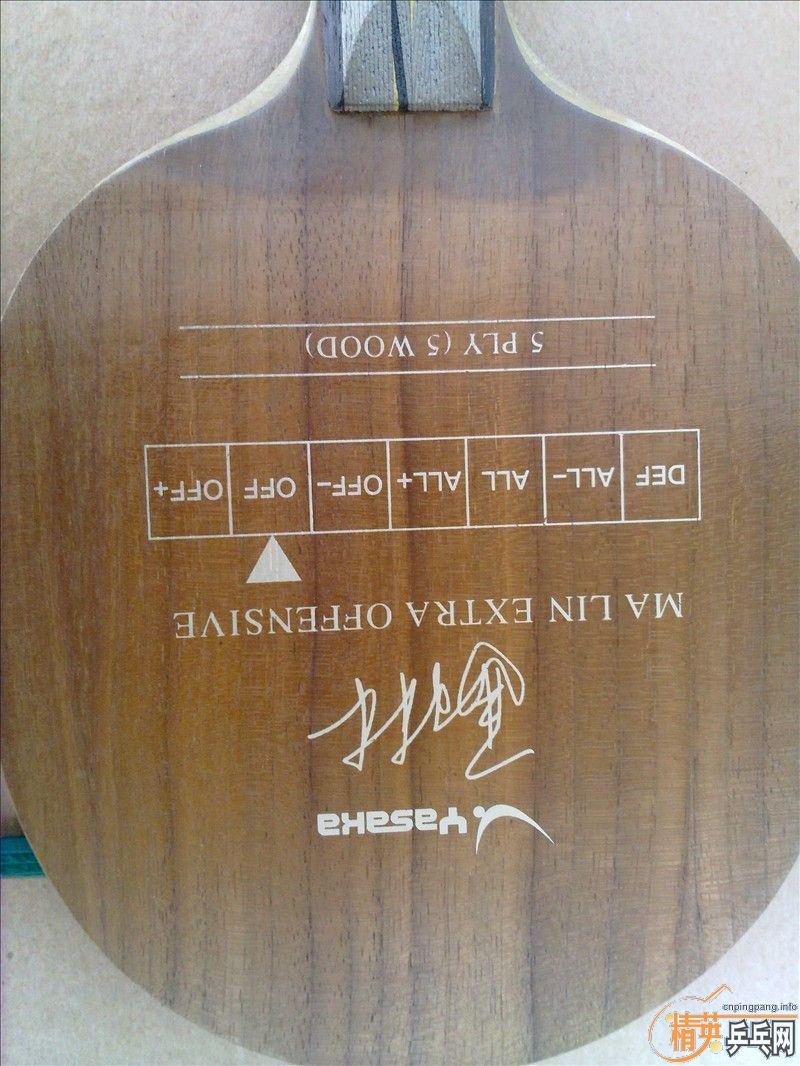 Yasaka
MA LIN EXTRA OFFENSIVE
DEF ALL- ALL ALL+ OFF- OFF OFF+
5 PLY (5 WOOD)
cnpingpang.info
精英乒乓网